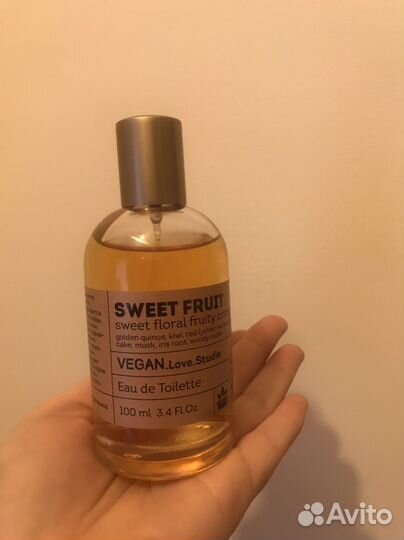 SWEET FRUIT
sweet floral fruity
golden quince, kiwi, red lychee,
cake, musk, iris root, woody notes
VEGAN.Love.Studio
Eau de Toilette
100 ml 3.4 FL.Oz.
Avito